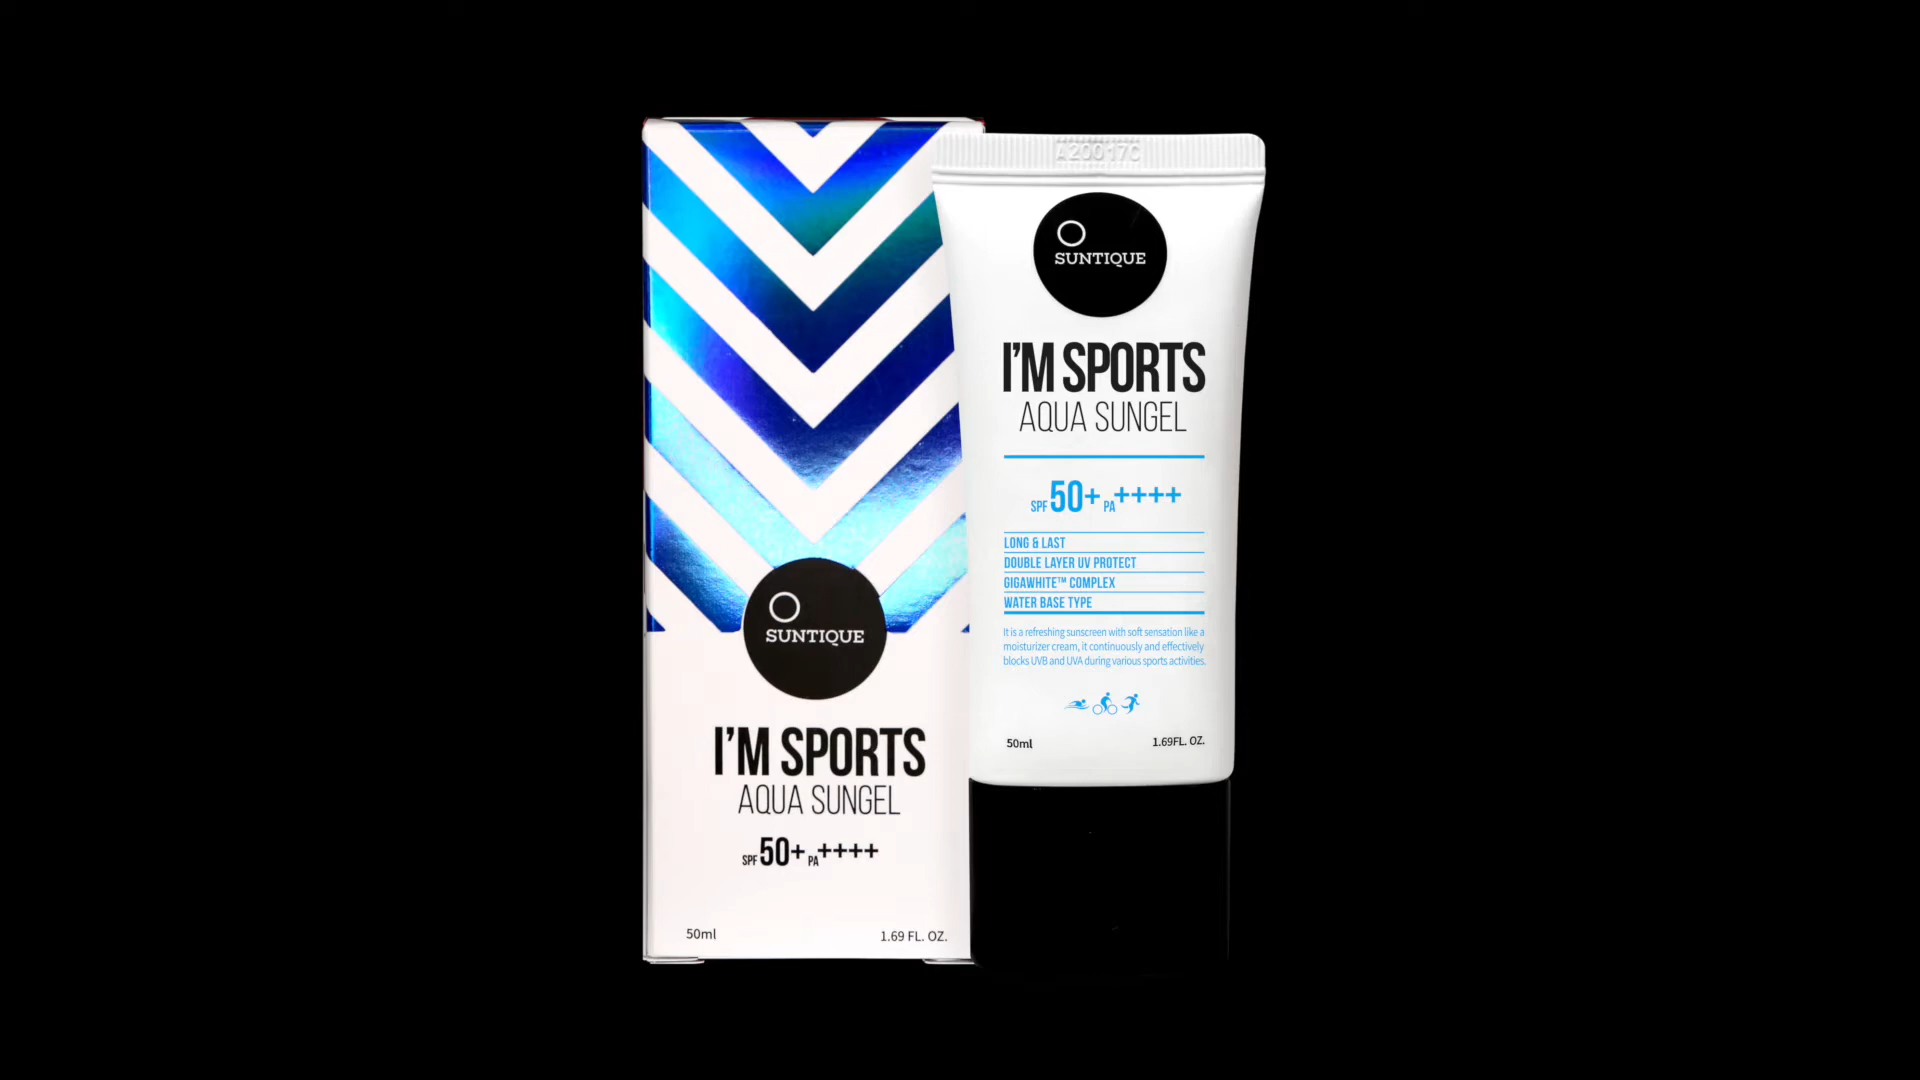 SUNTIQUE
I'M SPORTS
AQUA SUNGEL
SPF 50+ PA ++++
50ml 1.69 FL. OZ.
A20017C
SUNTIQUE
I'M SPORTS
AQUA SUNGEL
SPF 50+ PA ++++
LONG & LAST
DOUBLE LAYER UV PROTECT
GIGAWHITE™ COMPLEX
WATER BASE TYPE
It is a refreshing sunscreen with soft sensation like a
moisturizer cream, it continuously and effectively
blocks UVB and UVA during various sports activities.
50ml 1.69FL. OZ.